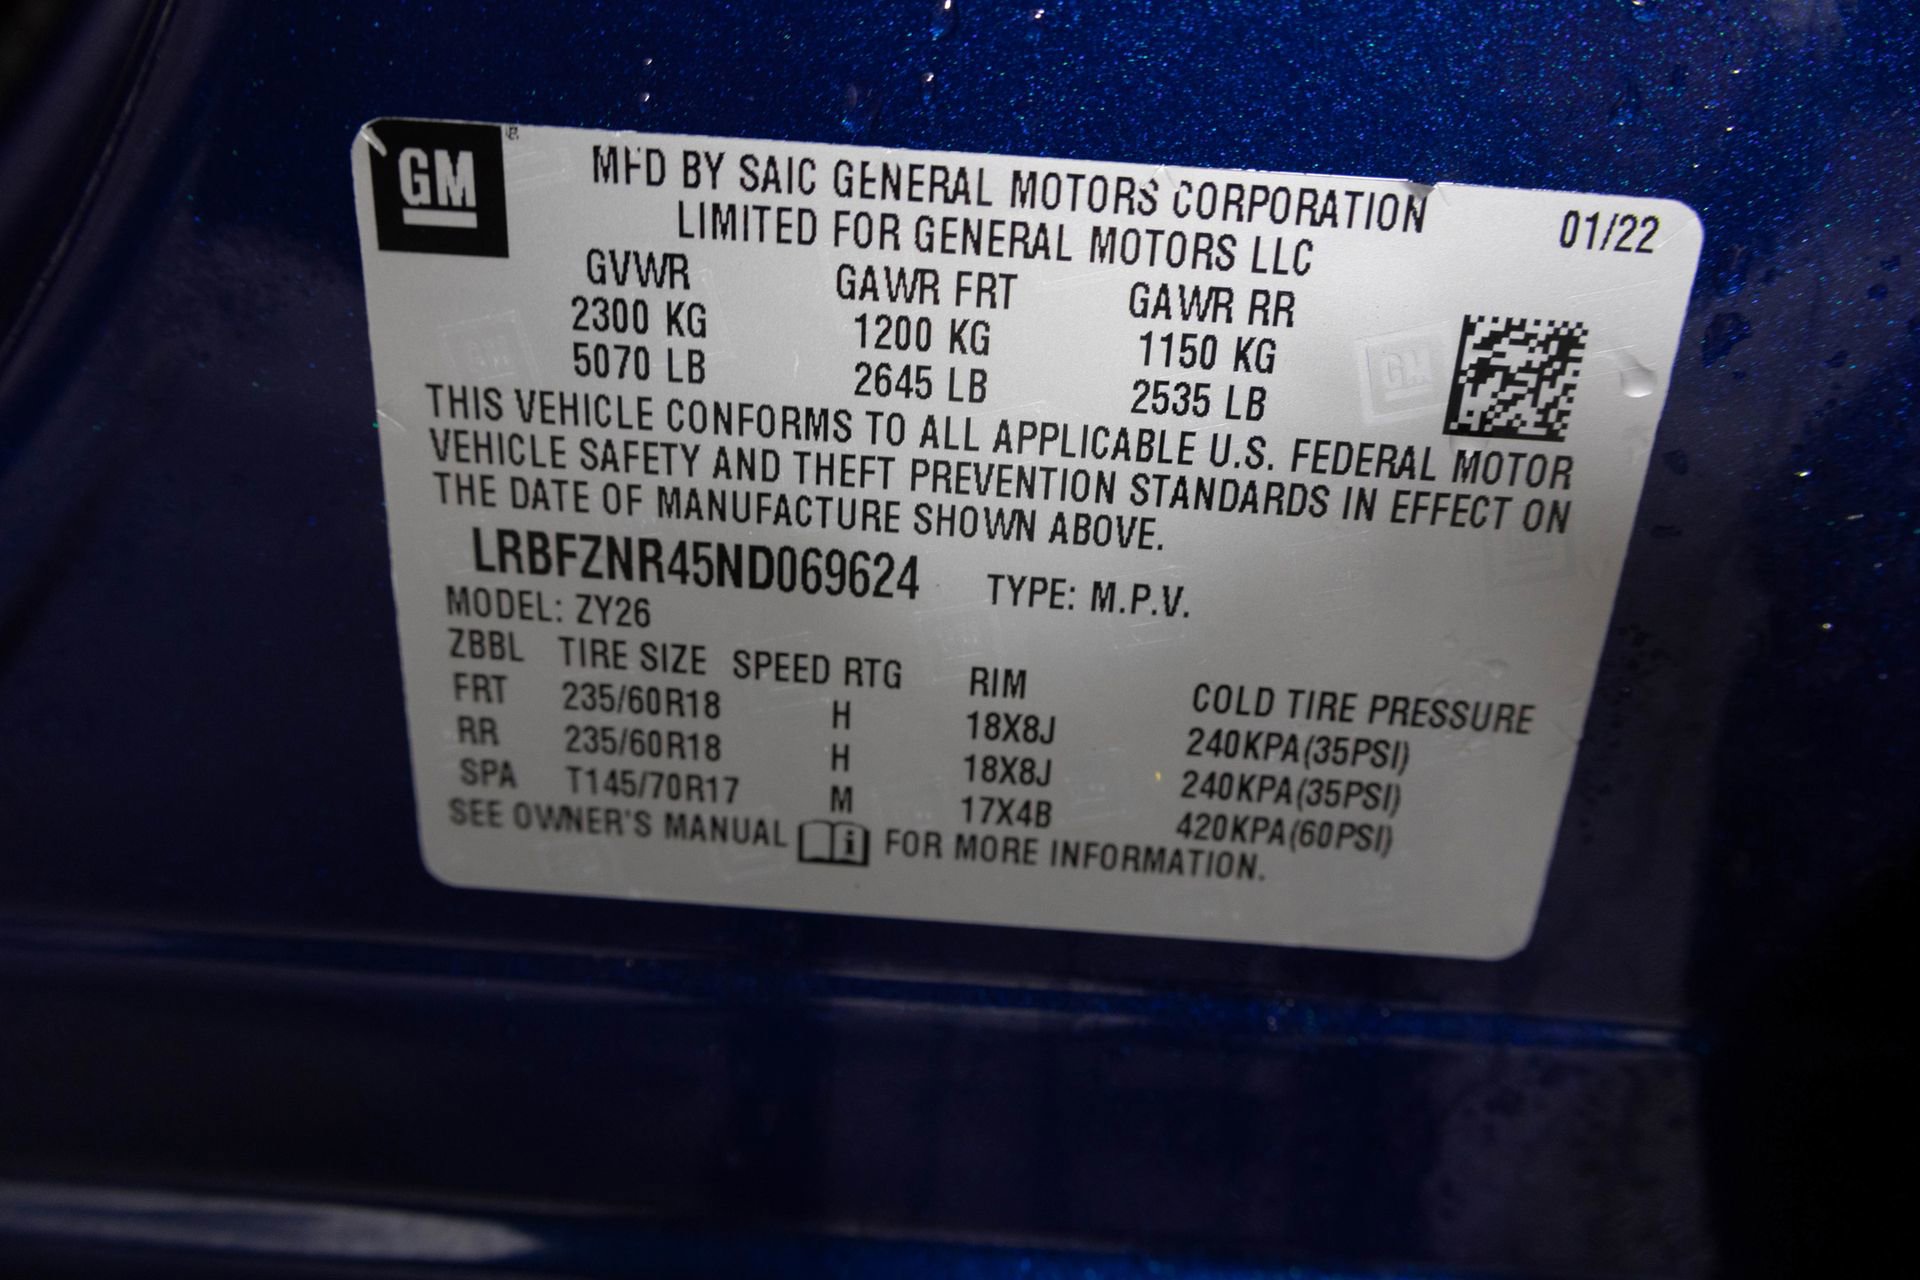 GM
MFD BY SAIC GENERAL MOTORS CORPORATION 01/22
LIMITED FOR GENERAL MOTORS LLC
GVWR GAWR FRT GAWR RR
2300 KG 1200 KG 1150 KG
5070 LB 2645 LB 2535 LB
THIS VEHICLE CONFORMS TO ALL APPLICABLE U.S. FEDERAL MOTOR
VEHICLE SAFETY AND THEFT PREVENTION STANDARDS IN EFFECT ON
THE DATE OF MANUFACTURE SHOWN ABOVE.
LRBFZNR45ND069624 TYPE: M.P.V.
MODEL: ZY26
ZBBL TIRE SIZE SPEED RTG RIM COLD TIRE PRESSURE
FRT 235/60R18 H 18X8J 240KPA(35PSI)
RR 235/60R18 H 18X8J 240KPA(35PSI)
SPA T145/70R17 M 17X4B 420KPA(60PSI)
SEE OWNER'S MANUAL i FOR MORE INFORMATION.